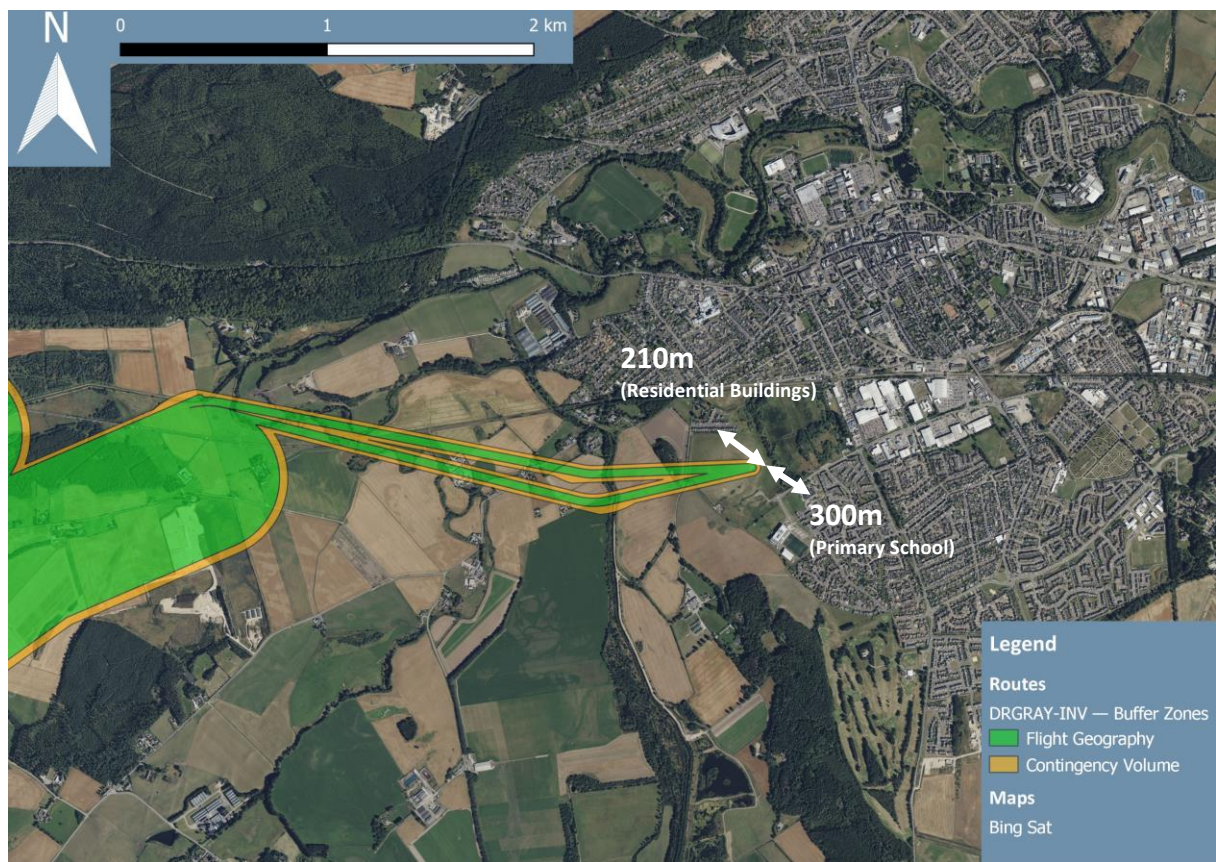 N
0 1 2 km
210m
(Residential Buildings)
300m
(Primary School)
Legend
Routes
DRGRAY-INV — Buffer Zones
Flight Geography
Contingency Volume
Maps
Bing Sat